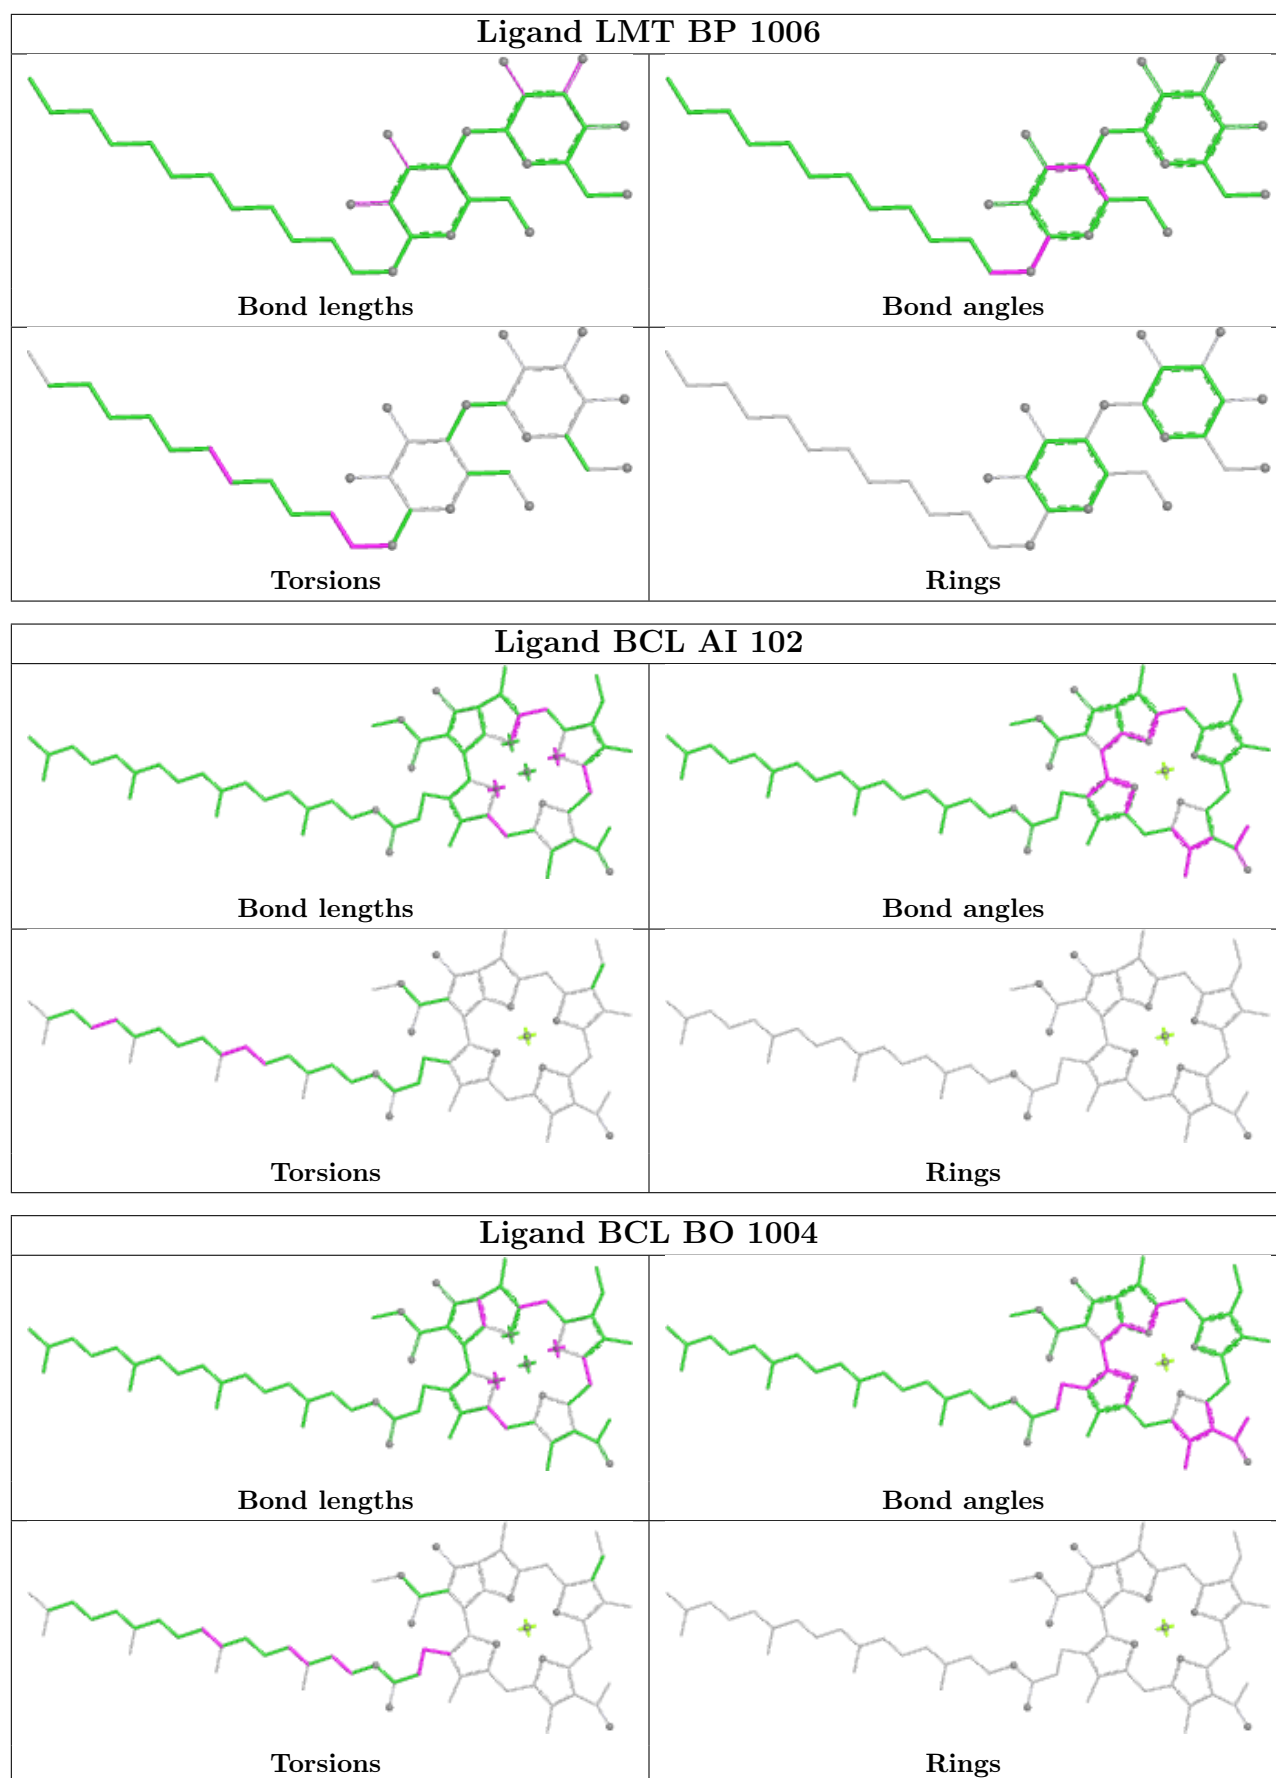 Ligand LMT BP 1006
Bond lengths
Bond angles
Torsions
Rings
Ligand BCL AI 102
Bond lengths
Bond angles
Torsions
Rings
Ligand BCL BO 1004
Bond lengths
Bond angles
Torsions
Rings